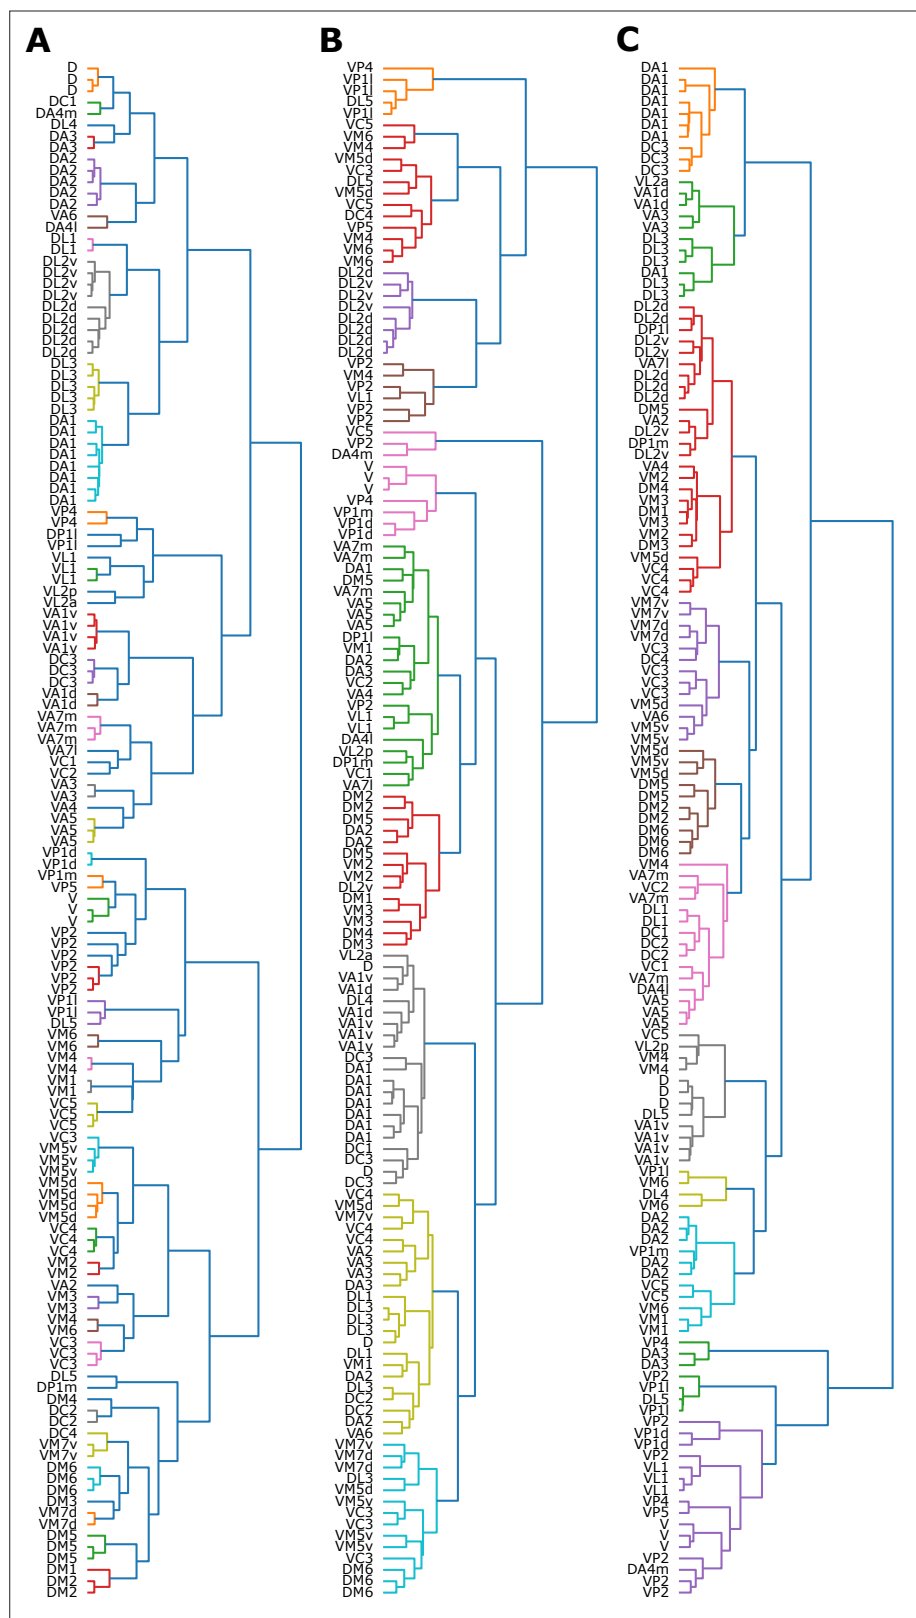 A
D
D
D
DC1
DA4m
DL4
DA3
DA3
DA2
DA2
DA2
DA2
DA2
VA6
DA4l
DL1
DL1
DL2v
DL2v
DL2v
DL2v
DL2d
DL2d
DL2d
DL2d
DL2d
DL3
DL3
DL3
DL3
DL3
DA1
DA1
DA1
DA1
DA1
DA1
DA1
DA1
VP4
VP4
DP1l
VP1l
VL1
VL1
VL1
VL2p
VL2a
VA1v
VA1v
VA1v
VA1v
DC3
DC3
DC3
VA1d
VA1d
VA7m
VA7m
VA7m
VA7l
VC1
VC2
VA3
VA3
VA4
VA5
VA5
VA5
VP1d
VP1d
VP1m
VP5
V
V
V
VP2
VP2
VP2
VP2
VP2
VP2
VP1l
VP1l
DL5
VM6
VM6
VM4
VM4
VM1
VM1
VC5
VC5
VC5
VC3
VM5v
VM5v
VM5v
VM5d
VM5d
VM5d
VM5d
VC4
VC4
VC4
VM2
VM2
VA2
VM3
VM3
VM4
VM6
VC3
VC3
VC3
DL5
DP1m
DM4
DC2
DC2
DC4
VM7v
VM7v
DM6
DM6
DM6
DM3
VM7d
VM7d
DM5
DM5
DM5
DM1
DM2
DM2
B
VP4
VP1l
VP1l
DL5
VP1l
VC5
VM6
VM4
VM5d
VC3
DL5
VM5d
VC5
DC4
VP5
VM4
VM6
VM6
DL2d
DL2v
DL2v
DL2v
DL2d
DL2d
DL2d
DL2d
VP2
VM4
VP2
VL1
VP2
VP2
VC5
VP2
DA4m
V
V
V
VP4
VP1m
VP1d
VP1d
VA7m
VA7m
DA1
DM5
VA7m
VA5
VA5
VA5
DP1l
VM1
DA2
DA3
VC2
VA4
VP2
VL1
VL1
DA4l
VL2p
DP1m
VC1
VA7l
DM2
DM2
DM5
DA2
DA2
DM5
VM2
VM2
DL2v
DM1
VM3
VM3
DM4
DM3
VL2a
D
VA1v
VA1d
DL4
VA1d
VA1v
VA1v
VA1v
DC3
DA1
DA1
DA1
DA1
DA1
DA1
DA1
DC1
DC3
D
DC3
VC4
VM5d
VM7v
VC4
VC4
VA2
VA3
VA3
DA3
DL1
DL3
DL3
DL3
D
DL1
VM1
DA2
DL3
DC2
DC2
DA2
VA6
VM7v
VM7d
VM7d
DL3
VM5d
VM5v
VC3
VC3
VM5v
VM5v
VC3
DM6
DM6
DM6
C
DA1
DA1
DA1
DA1
DA1
DA1
DA1
DC3
DC3
DC3
VL2a
VA1d
VA1d
VA3
VA3
DL3
DL3
DL3
DA1
DL3
DL3
DL2d
DL2d
DP1l
DL2v
DL2v
VA7l
DL2d
DL2d
DL2d
DM5
VA2
DL2v
DP1m
DL2v
VA4
VM2
DM4
VM3
DM1
VM3
VM2
DM3
VM5d
VC4
VC4
VC4
VM7v
VM7v
VM7d
VM7d
VC3
DC4
VC3
VC3
VC3
VM5d
VA6
VM5v
VM5v
VM5d
VM5v
VM5d
DM5
DM5
DM2
DM2
DM6
DM6
DM6
VM4
VA7m
VC2
VA7m
DL1
DL1
DC1
DC2
DC2
VC1
VA7m
DA4l
VA5
VA5
VA5
VC5
VL2p
VM4
VM4
D
D
D
DL5
VA1v
VA1v
VA1v
VA1v
VP1l
VM6
DL4
VM6
DA2
DA2
DA2
VP1m
DA2
DA2
VC5
VC5
VM6
VM1
VM1
VP4
DA3
DA3
VP2
VP1l
DL5
VP1l
VP2
VP1d
VP1d
VP2
VL1
VL1
VL1
VP4
VP5
V
V
V
VP2
DA4m
VP2
VP2